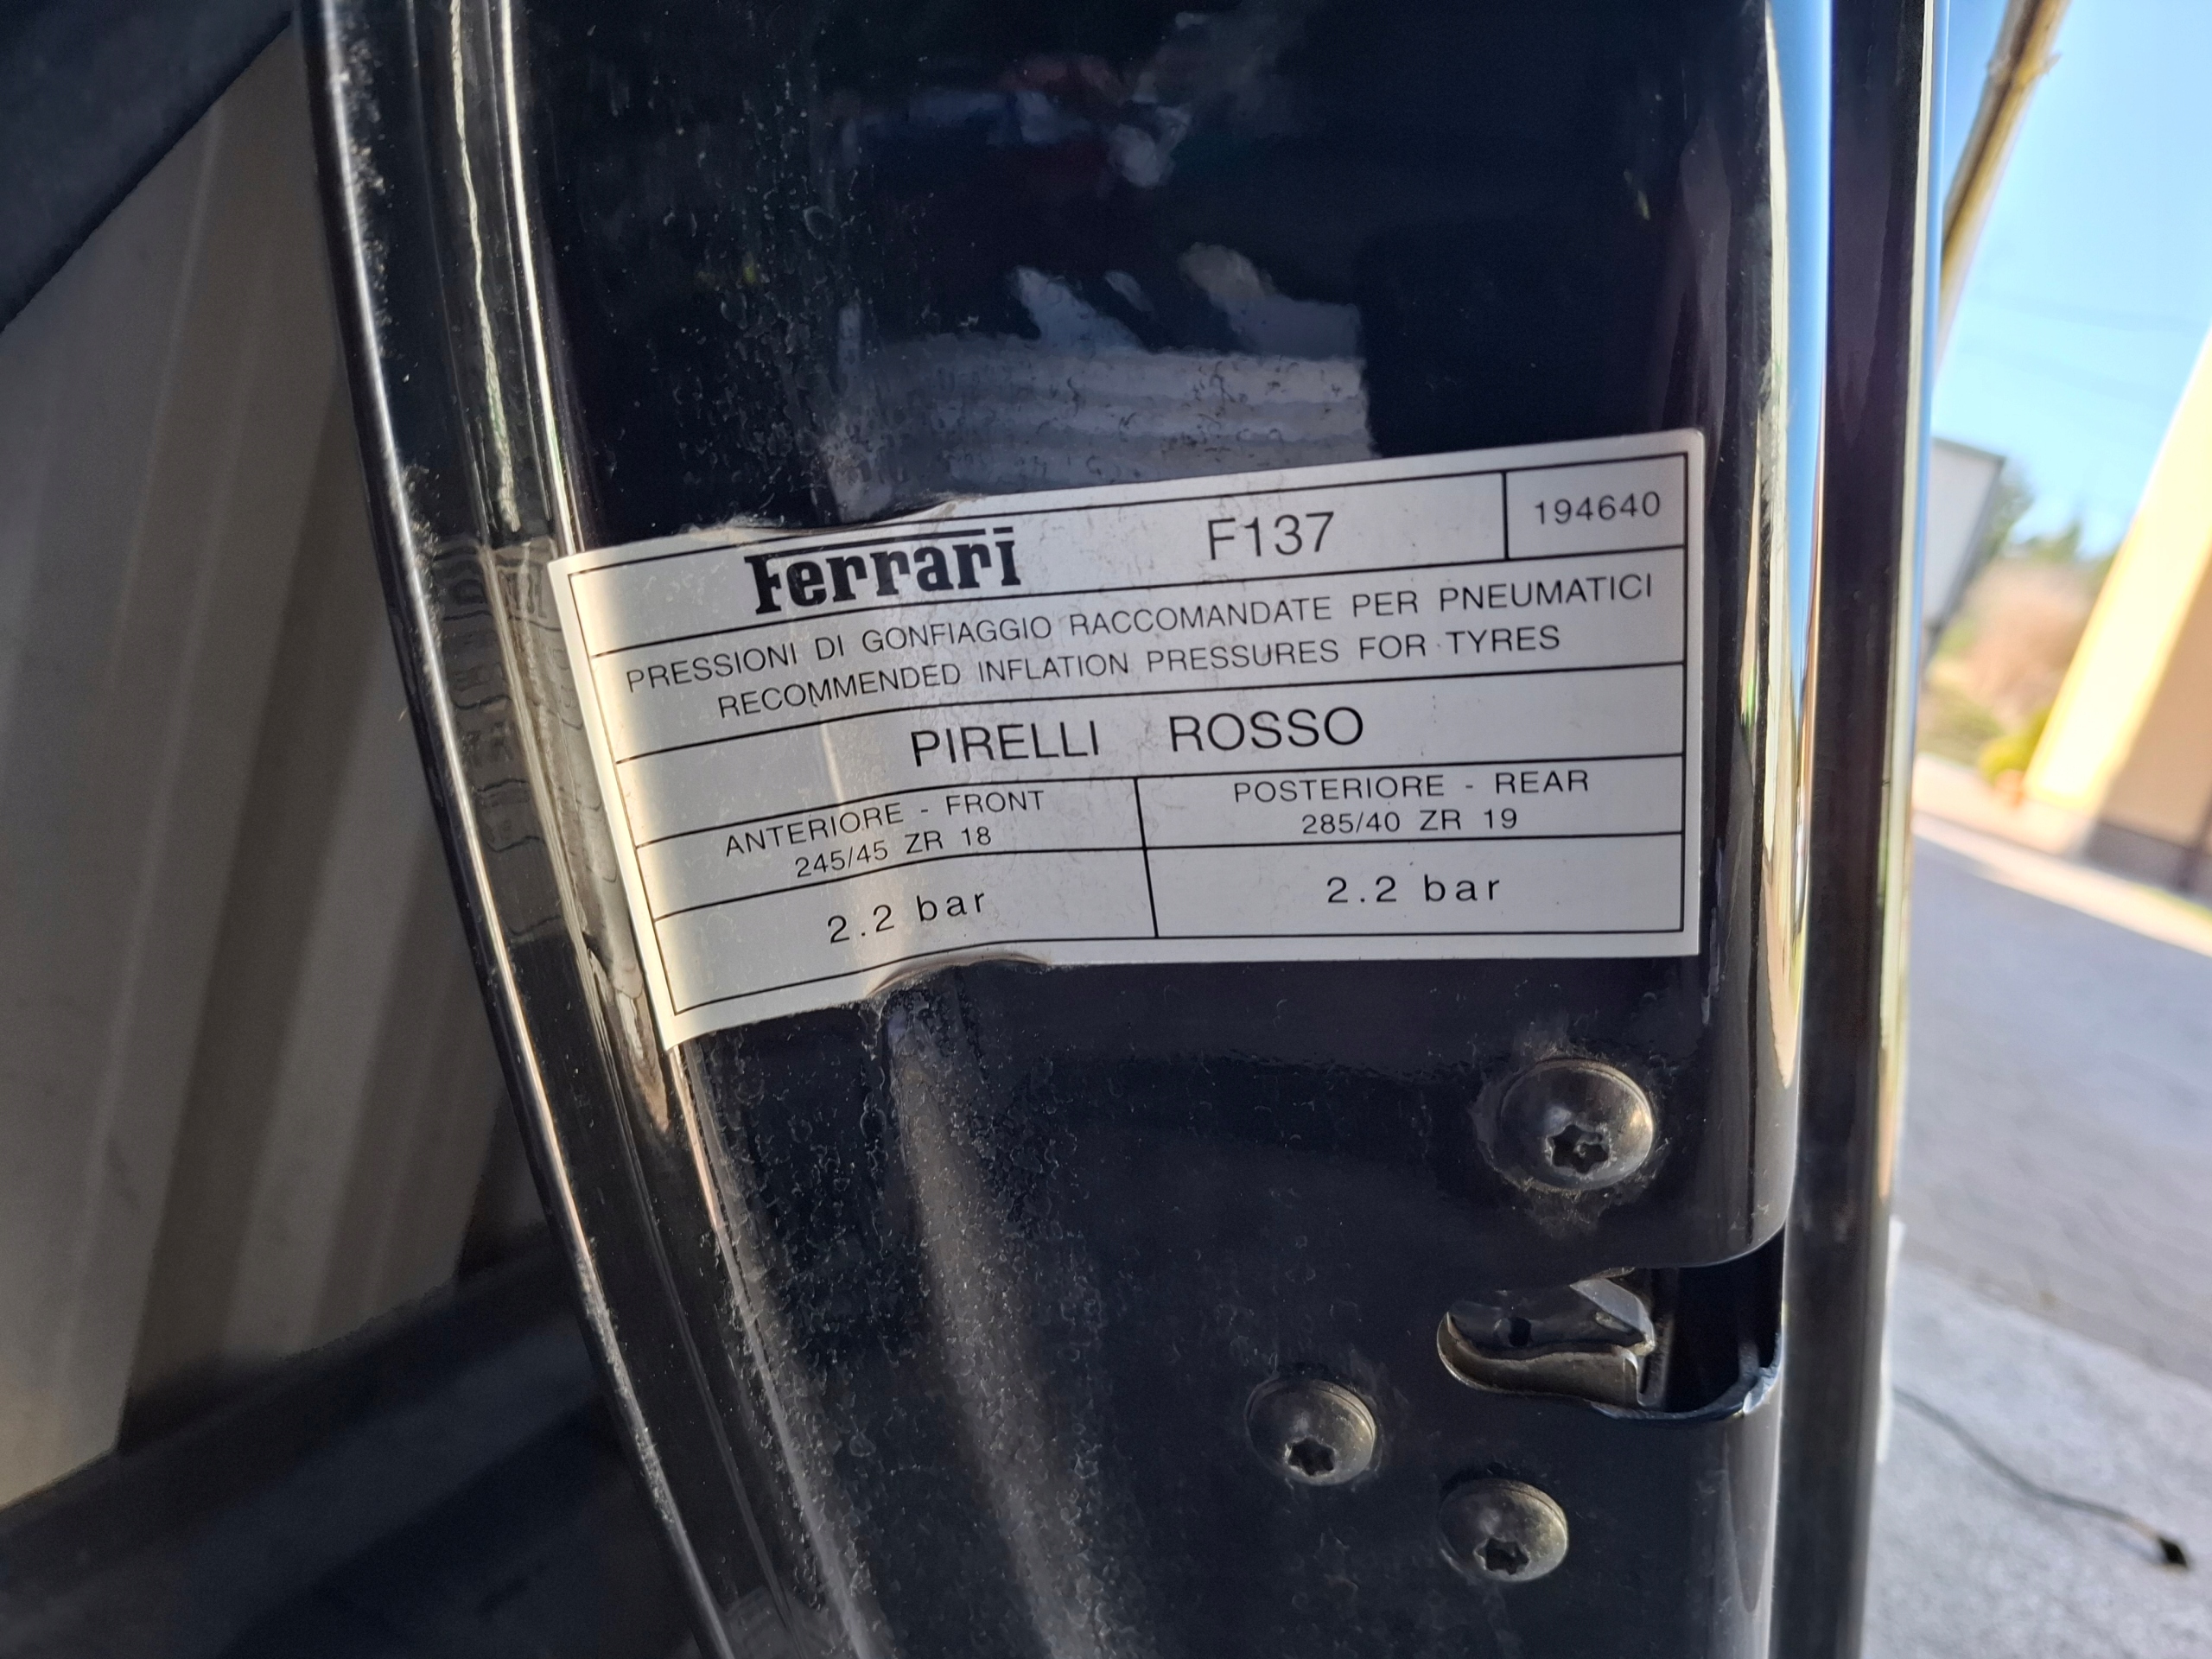 Ferrari F137 194640
PRESSIONI DI GONFIAGGIO RACCOMANDATE PER PNEUMATICI
RECOMMENDED INFLATION PRESSURES FOR TYRES
PIRELLI ROSSO
ANTERIORE - FRONT
245/45 ZR 18
POSTERIORE - REAR
285/40 ZR 19
2.2 bar
2.2 bar